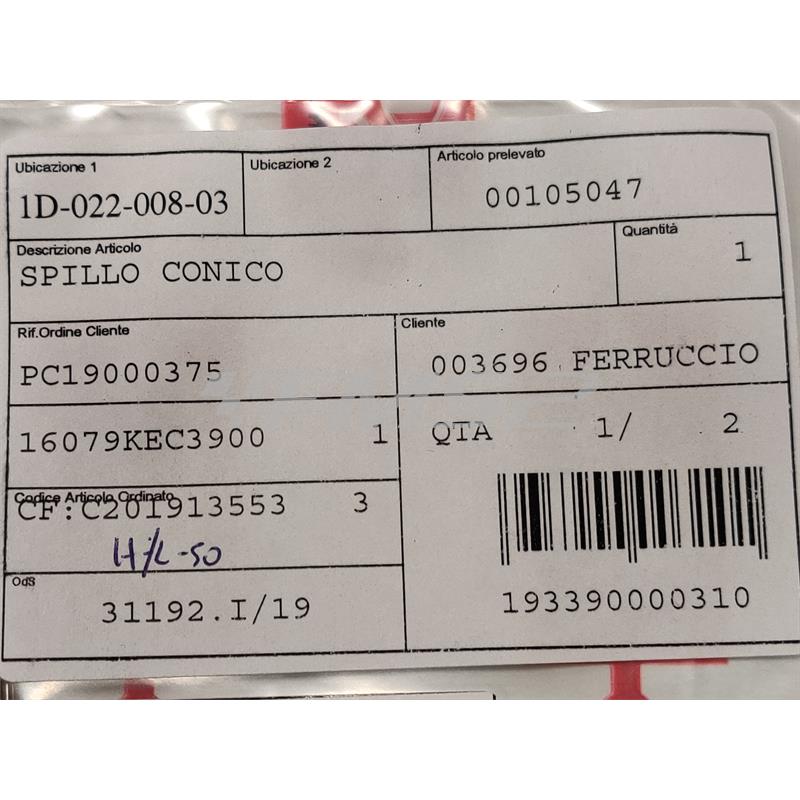 Ubicazione 1
1D-022-008-03
Ubicazione 2
Articolo prelevato
00105047
Descrizione Articolo
SPILLO CONICO
Quantità
1
Rif.Ordine Cliente
PC19000375
Cliente
003696 FERRUCCIO
16079KEC3900 1
QTA 1/ 2
Codice Articolo Ordinato
CF:C201913553 3
H/L-50
OdS
31192.I/19
193390000310